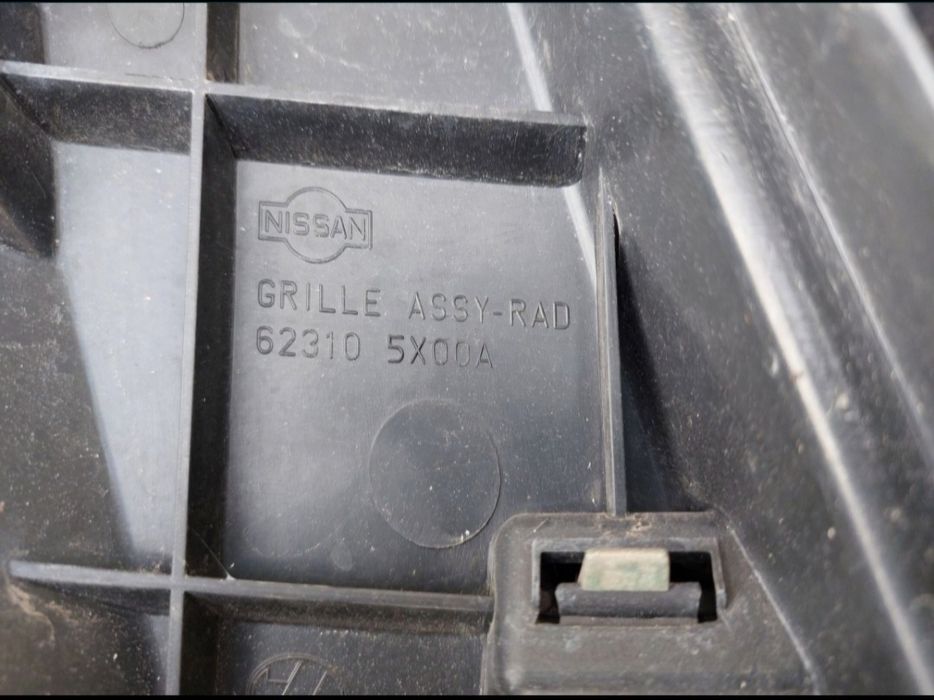 NISSAN
GRILLE ASSY-RAD
62310 5X00A